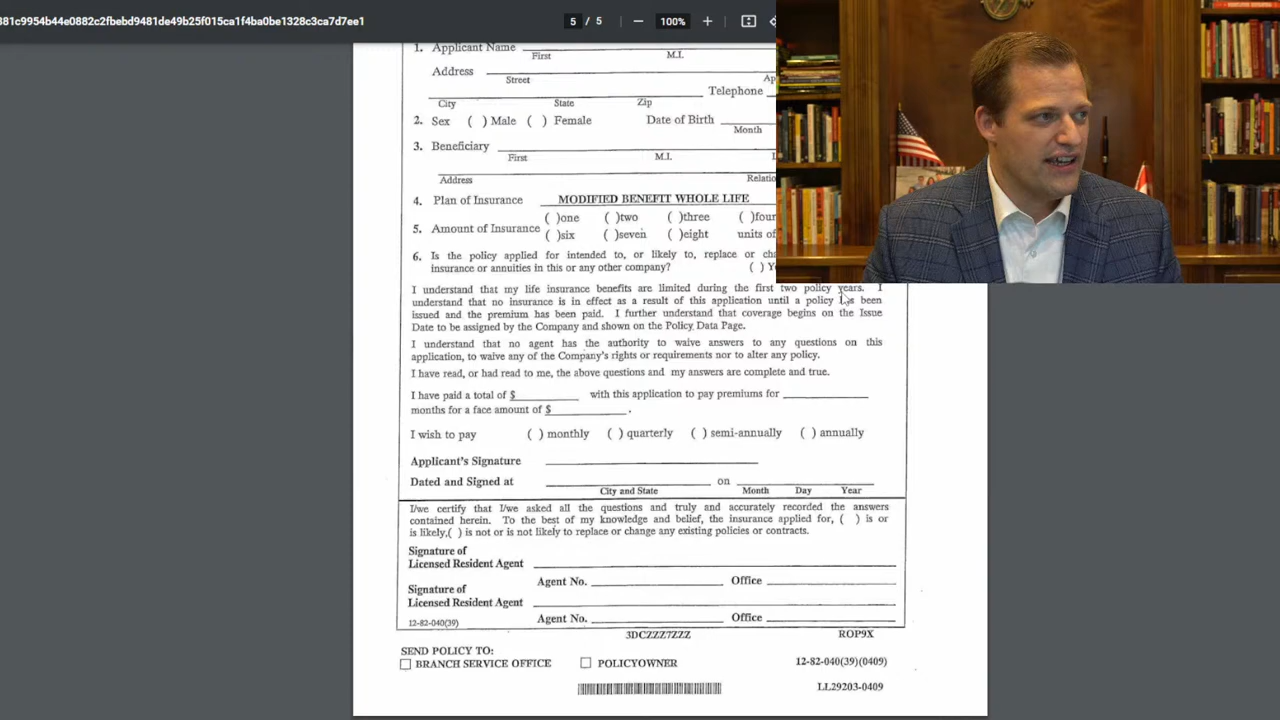 381c9954b44e0882c2fbebd9481de49b25f015ca1f4ba0be1328c3ca7d7ee1 5 / 5 — 100% +
1. Applicant Name
First M.I.
Address
Street Ap
Telephone
City State Zip
2. Sex ( ) Male ( ) Female Date of Birth
Month
3. Beneficiary
First M.I. L
Address Relatio
4. Plan of Insurance MODIFIED BENEFIT WHOLE LIFE
5. Amount of Insurance ( )one ( )two ( )three ( )four
( )six ( )seven ( )eight units of
6. Is the policy applied for intended to, or likely to, replace or cha
insurance or annuities in this or any other company? ( ) Y
I understand that my life insurance benefits are limited during the first two policy years. I
understand that no insurance is in effect as a result of this application until a policy has been
issued and the premium has been paid. I further understand that coverage begins on the Issue
Date to be assigned by the Company and shown on the Policy Data Page.
I understand that no agent has the authority to waive answers to any questions on this
application, to waive any of the Company's rights or requirements nor to alter any policy.
I have read, or had read to me, the above questions and my answers are complete and true.
I have paid a total of $ with this application to pay premiums for
months for a face amount of $ .
I wish to pay ( ) monthly ( ) quarterly ( ) semi-annually ( ) annually
Applicant's Signature
Dated and Signed at on
City and State Month Day Year
I/we certify that I/we asked all the questions and truly and accurately recorded the answers
contained herein. To the best of my knowledge and belief, the insurance applied for, ( ) is or
is likely,( ) is not or is not likely to replace or change any existing policies or contracts.
Signature of
Licensed Resident Agent
Agent No. Office
Signature of
Licensed Resident Agent
Agent No. Office
12-82-040(39)
3DCZZZ7ZZZ ROP9X
SEND POLICY TO:
BRANCH SERVICE OFFICE POLICYOWNER 12-82-040(39)(0409)
LL29203-0409